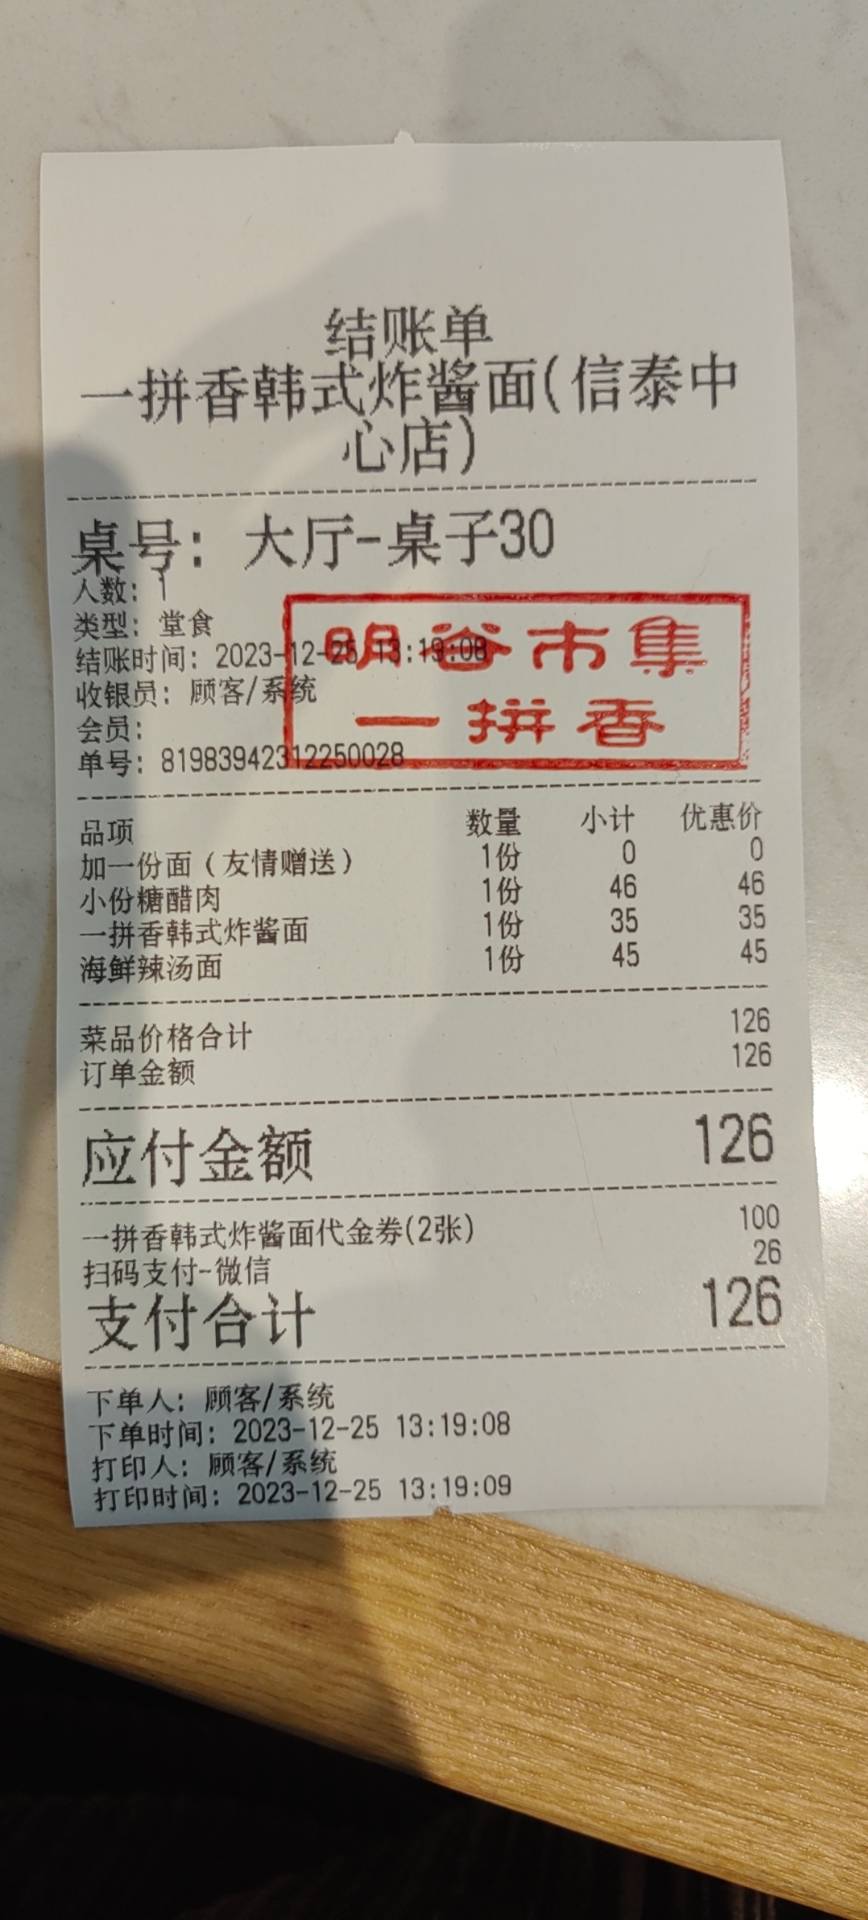 结账单
一拼香韩式炸酱面(信泰中
心店)
桌号: 大厅-桌子30
人数: 1
类型: 堂食
结账时间: 2023-12-25 13:19:08
收银员: 顾客/系统
会员:
单号: 81983942312250028
明谷市集
一拼香
品项 数量 小计 优惠价
加一份面(友情赠送) 1份 0 0
小份糖醋肉 1份 46 46
一拼香韩式炸酱面 1份 35 35
海鲜辣汤面 1份 45 45
菜品价格合计 126
订单金额 126
应付金额 126
一拼香韩式炸酱面代金券(2张) 100
扫码支付-微信 26
支付合计 126
下单人: 顾客/系统
下单时间: 2023-12-25 13:19:08
打印人: 顾客/系统
打印时间: 2023-12-25 13:19:09